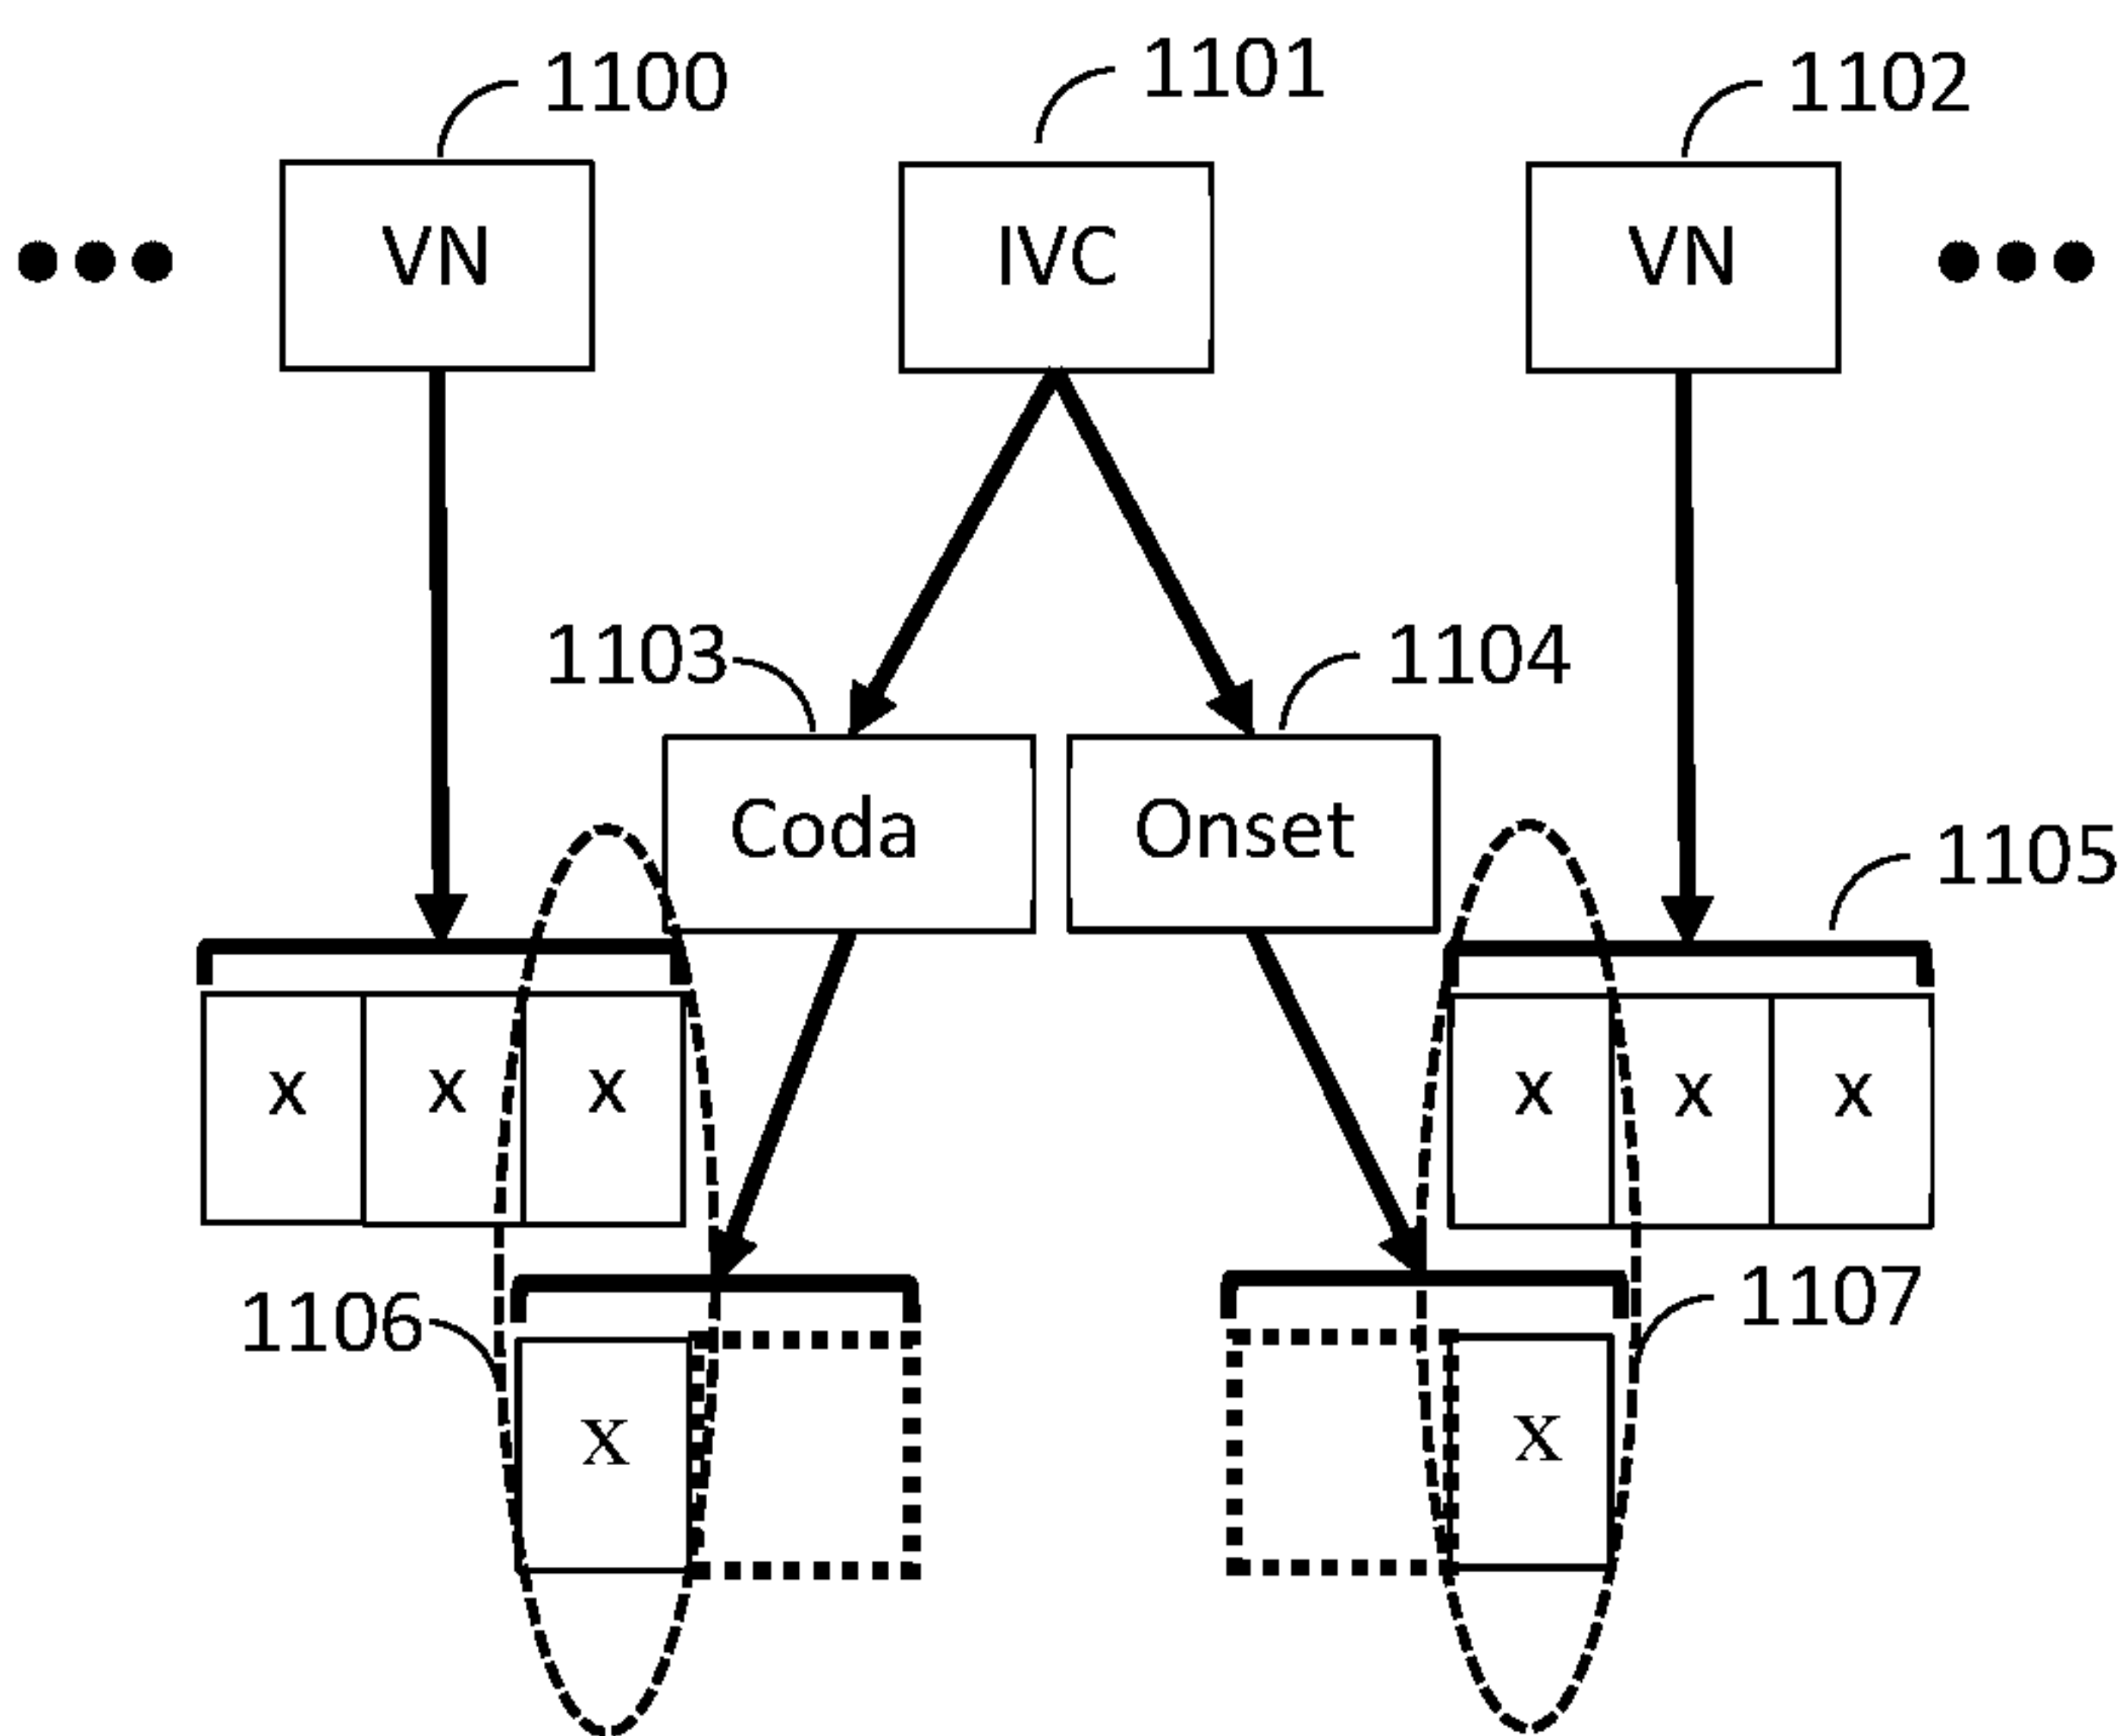 1100 1101 1102
VN IVC VN
1103 1104
Coda Onset
1105
x x x x x x
1106 1107
x x